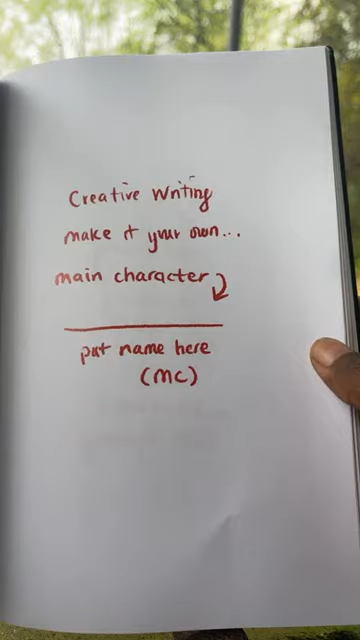 Creative Writing
make it your own...
main character
put name here
(MC)